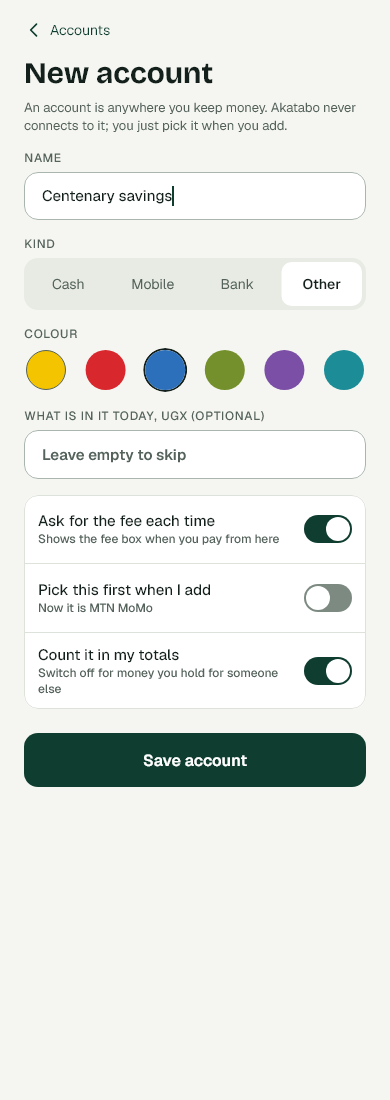 Accounts
New account
An account is anywhere you keep money. Akatabo never
connects to it; you just pick it when you add.
NAME
Centenary savings
KIND
Cash Mobile Bank Other
COLOUR
WHAT IS IN IT TODAY, UGX (OPTIONAL)
Leave empty to skip
Ask for the fee each time
Shows the fee box when you pay from here
Pick this first when I add
Now it is MTN MoMo
Count it in my totals
Switch off for money you hold for someone
else
Save account